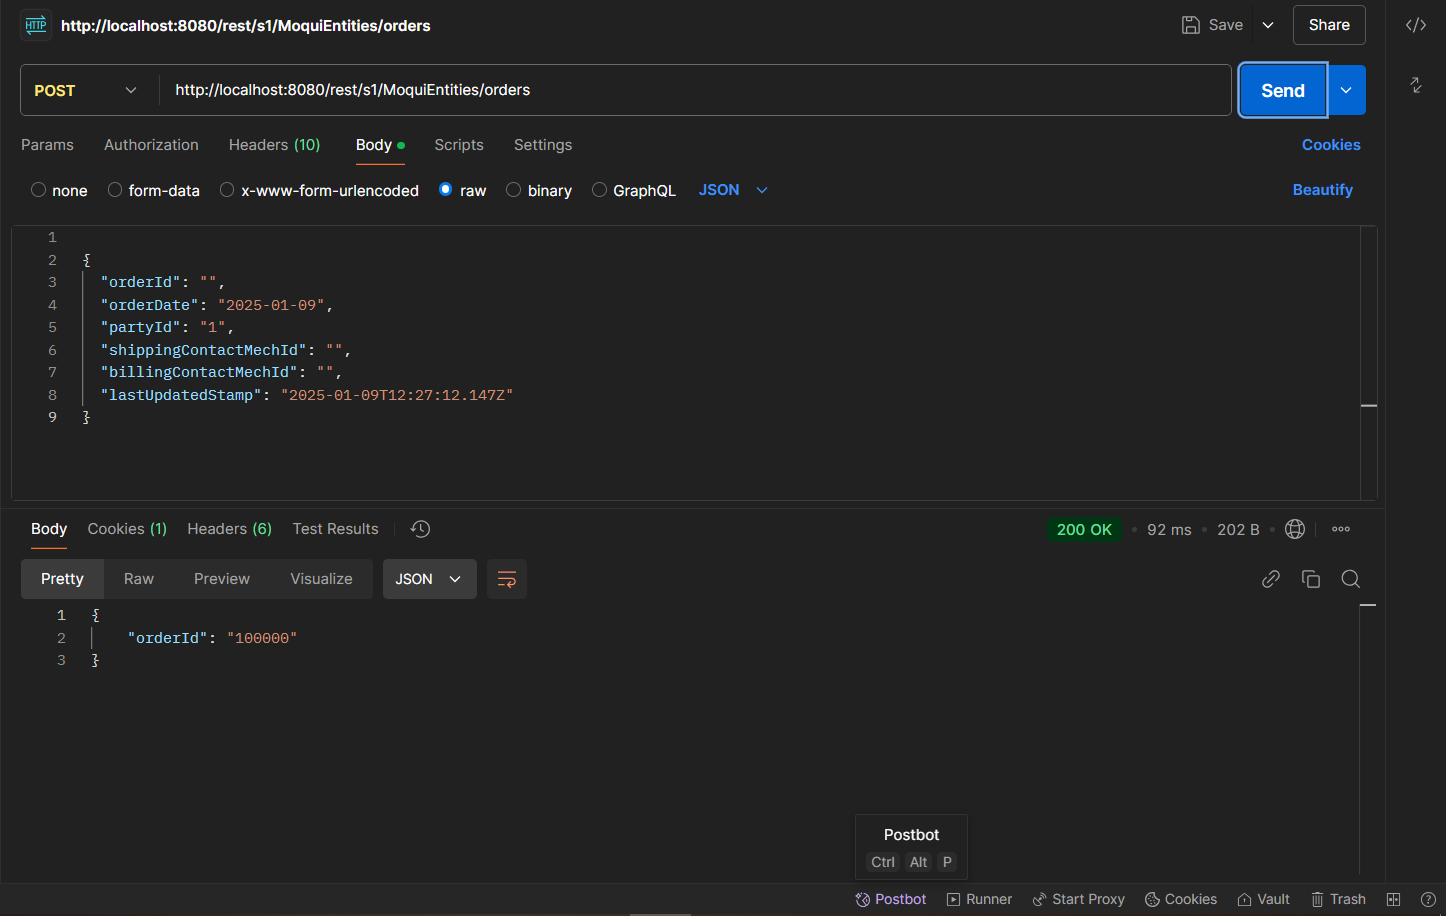 HTTP http://localhost:8080/rest/s1/MoquiEntities/orders Save Share
POST http://localhost:8080/rest/s1/MoquiEntities/orders Send
Params Authorization Headers (10) Body Scripts Settings Cookies
none form-data x-www-form-urlencoded raw binary GraphQL JSON Beautify
1
2 {
3 "orderId": "",
4 "orderDate": "2025-01-09",
5 "partyId": "1",
6 "shippingContactMechId": "",
7 "billingContactMechId": "",
8 "lastUpdatedStamp": "2025-01-09T12:27:12.147Z"
9 }
Body Cookies (1) Headers (6) Test Results 200 OK 92 ms 202 B
Pretty Raw Preview Visualize JSON
1 {
2 "orderId": "100000"
3 }
Postbot
Ctrl Alt P
Postbot Runner Start Proxy Cookies Vault Trash